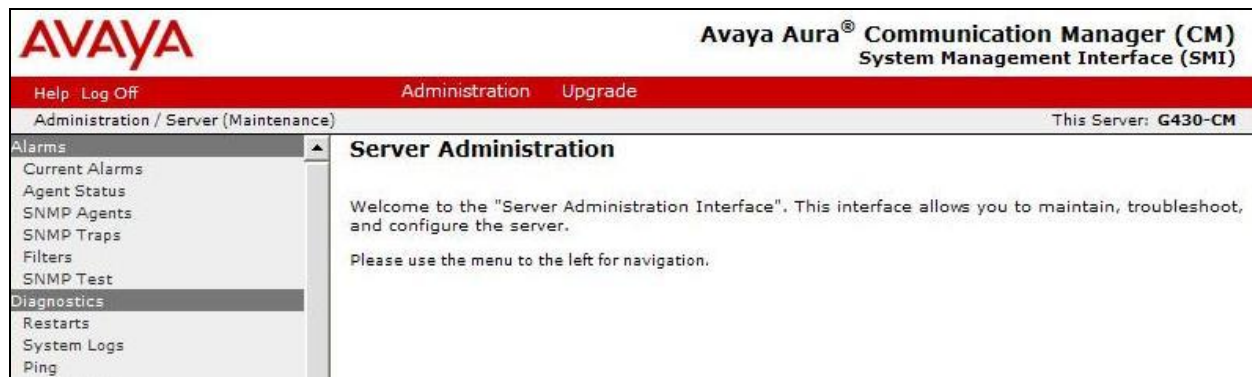 AVAYA
Avaya Aura® Communication Manager (CM)
System Management Interface (SMI)
Help Log Off
Administration Upgrade
Administration / Server (Maintenance)
This Server: G430-CM
Alarms
Current Alarms
Agent Status
SNMP Agents
SNMP Traps
Filters
SNMP Test
Diagnostics
Restarts
System Logs
Ping
Server Administration
Welcome to the "Server Administration Interface". This interface allows you to maintain, troubleshoot,
and configure the server.
Please use the menu to the left for navigation.